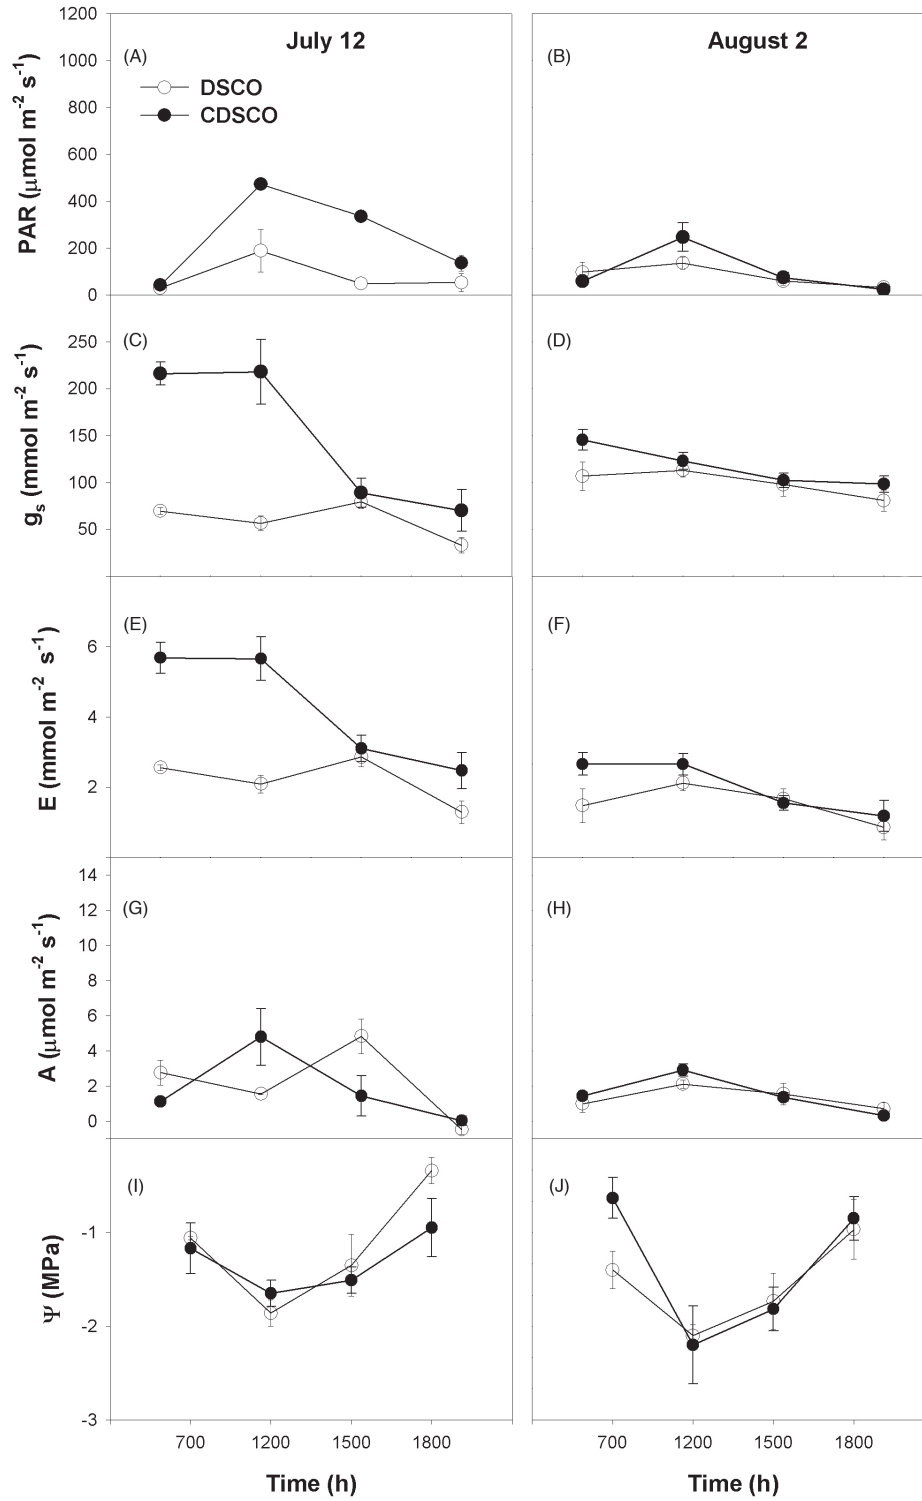 July 12
August 2
(A)
(B)
DSCO
CDSCO
PAR (μmol m⁻² s⁻¹)
1200
1000
800
600
400
200
0
(C)
(D)
gₛ (mmol m⁻² s⁻¹)
250
200
150
100
50
(E)
(F)
E (mmol m⁻² s⁻¹)
6
4
2
(G)
(H)
A (μmol m⁻² s⁻¹)
14
12
10
8
6
4
2
0
(I)
(J)
Ψ (MPa)
-1
-2
-3
700 1200 1500 1800
700 1200 1500 1800
Time (h)
Time (h)